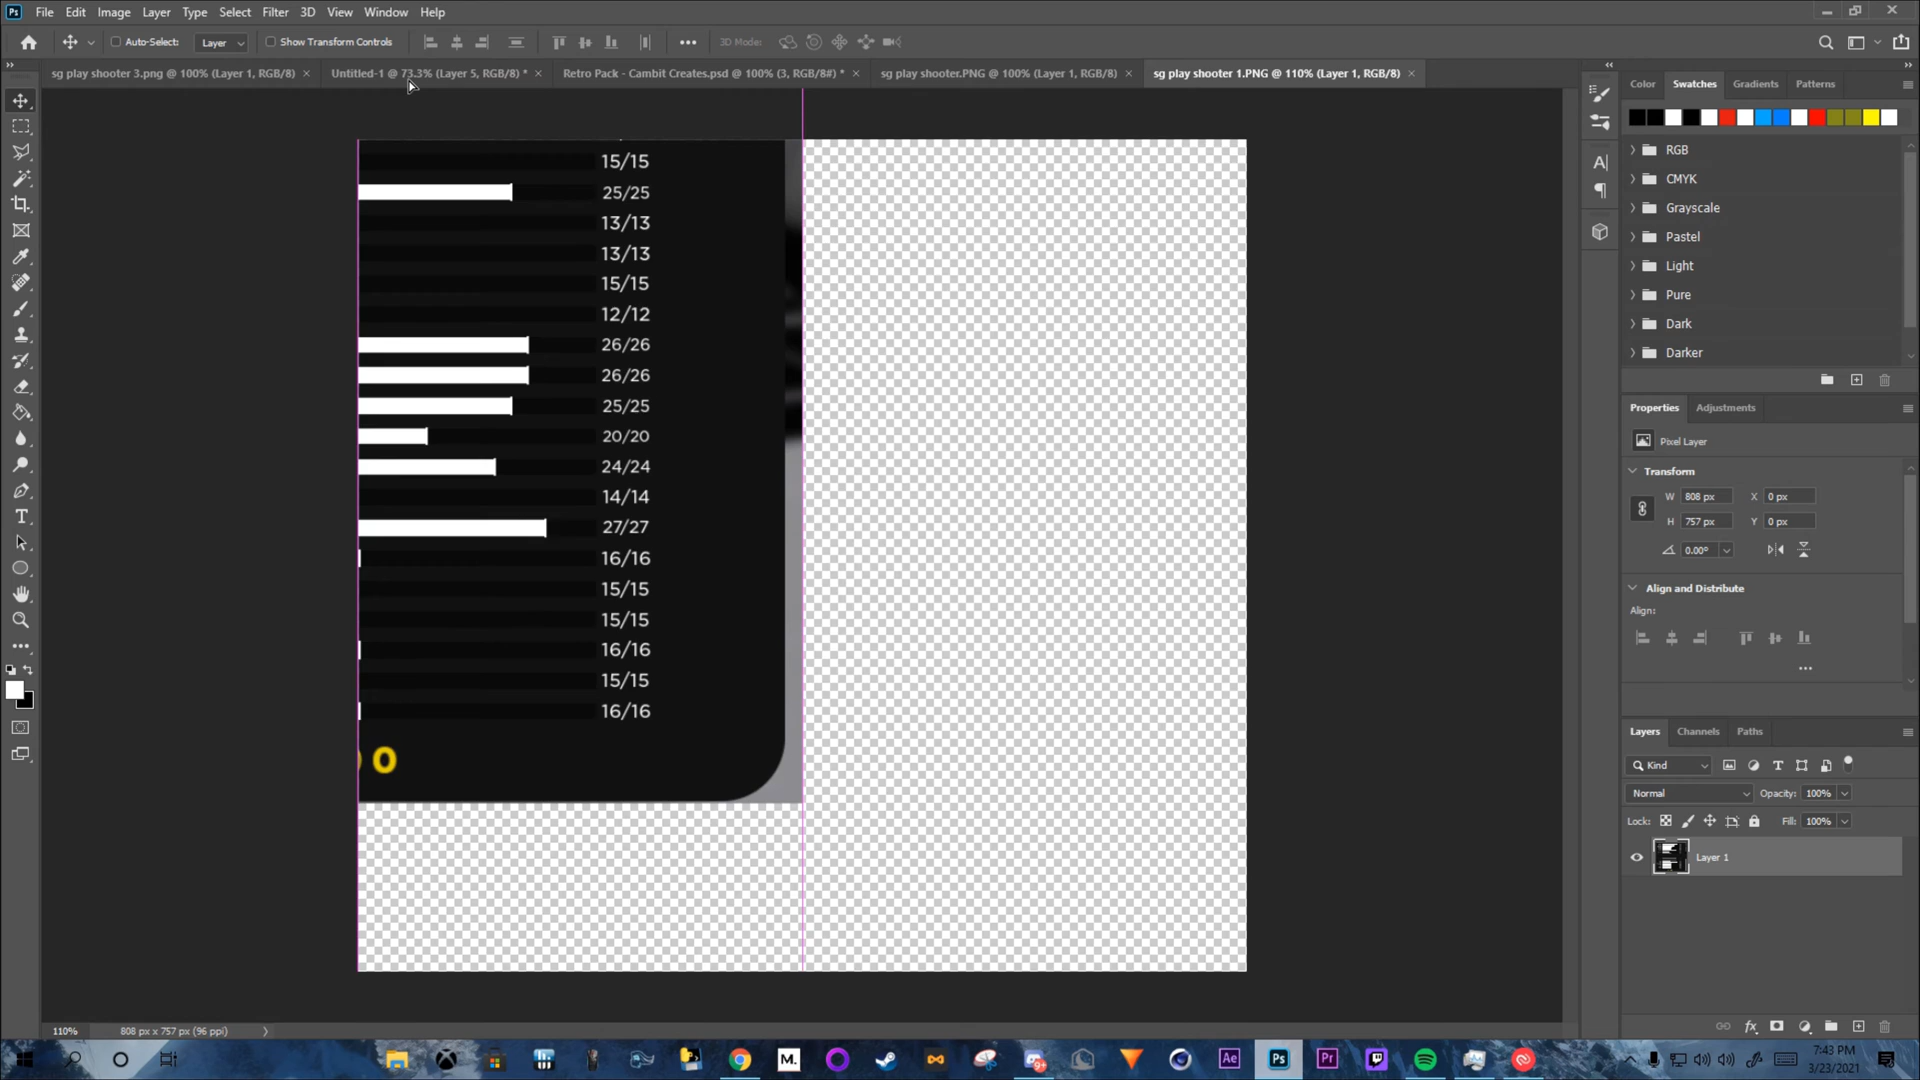 Ps File Edit Image Layer Type Select Filter 3D View Window Help
Auto-Select: Layer Show Transform Controls 3D Mode:
sg play shooter 3.png @ 100% (Layer 1, RGB/8) Untitled-1 @ 73.3% (Layer 5, RGB/8) * Retro Pack - Cambit Creates.psd @ 100% (3, RGB/8#) * sg play shooter.PNG @ 100% (Layer 1, RGB/8) sg play shooter 1.PNG @ 110% (Layer 1, RGB/8)
Color Swatches Gradients Patterns
RGB
CMYK
Grayscale
Pastel
Light
Pure
Dark
Darker
15/15
25/25
13/13
13/13
15/15
12/12
26/26
26/26
25/25
20/20
24/24
14/14
27/27
16/16
15/15
15/15
16/16
15/15
16/16
0
Properties Adjustments
Pixel Layer
Transform
W 808 px X 0 px
H 757 px Y 0 px
0.00°
Align and Distribute
Align:
Layers Channels Paths
Kind
Normal Opacity: 100%
Lock: Fill: 100%
Layer 1
110% 808 px x 757 px (96 ppi)
M. Ae Ps Pr
7:43 PM
3/23/2021